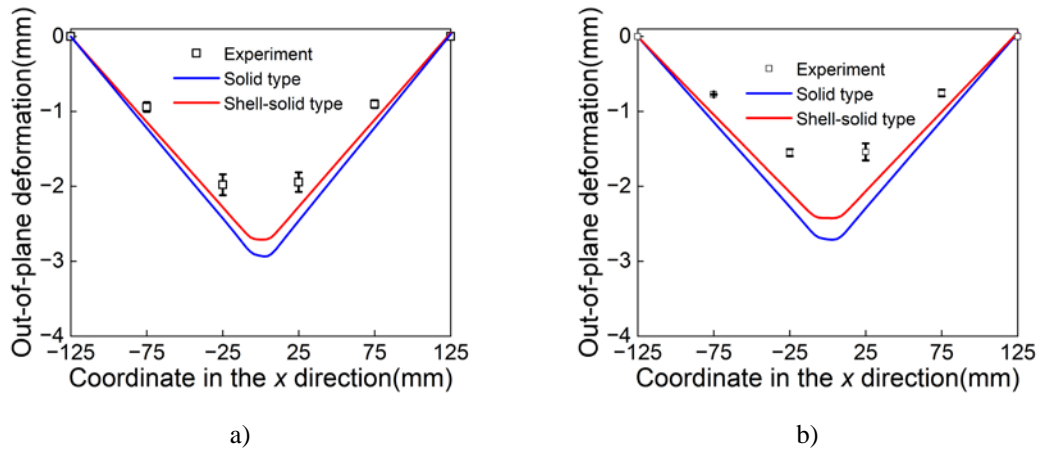 0
−1
−2
−3
−4
Out-of-plane deformation(mm)
Experiment
Solid type
Shell-solid type
−125 −75 −25 25 75 125
Coordinate in the x direction(mm)
a)
0
−1
−2
−3
−4
Out-of-plane deformation(mm)
Experiment
Solid type
Shell-solid type
−125 −75 −25 25 75 125
Coordinate in the x direction(mm)
b)